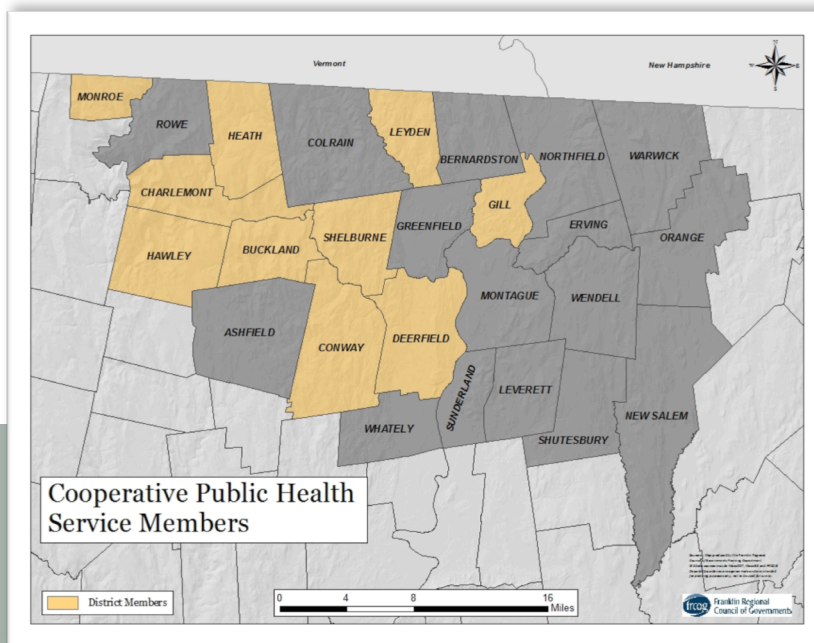 Vermont
New Hampshire
N
W E
S
MONROE
ROWE
HEATH
COLRAIN
LEYDEN
BERNARDSTON
NORTHFIELD
WARWICK
CHARLEMONT
GILL
SHELBURNE
GREENFIELD
ERVING
ORANGE
HAWLEY
BUCKLAND
MONTAGUE
WENDELL
ASHFIELD
CONWAY
DEERFIELD
SUNDERLAND
LEVERETT
NEW SALEM
WHATELY
SHUTESBURY
Cooperative Public Health
Service Members
District Members
0 4 8 16
Miles
frcog Franklin Regional
Council of Governments